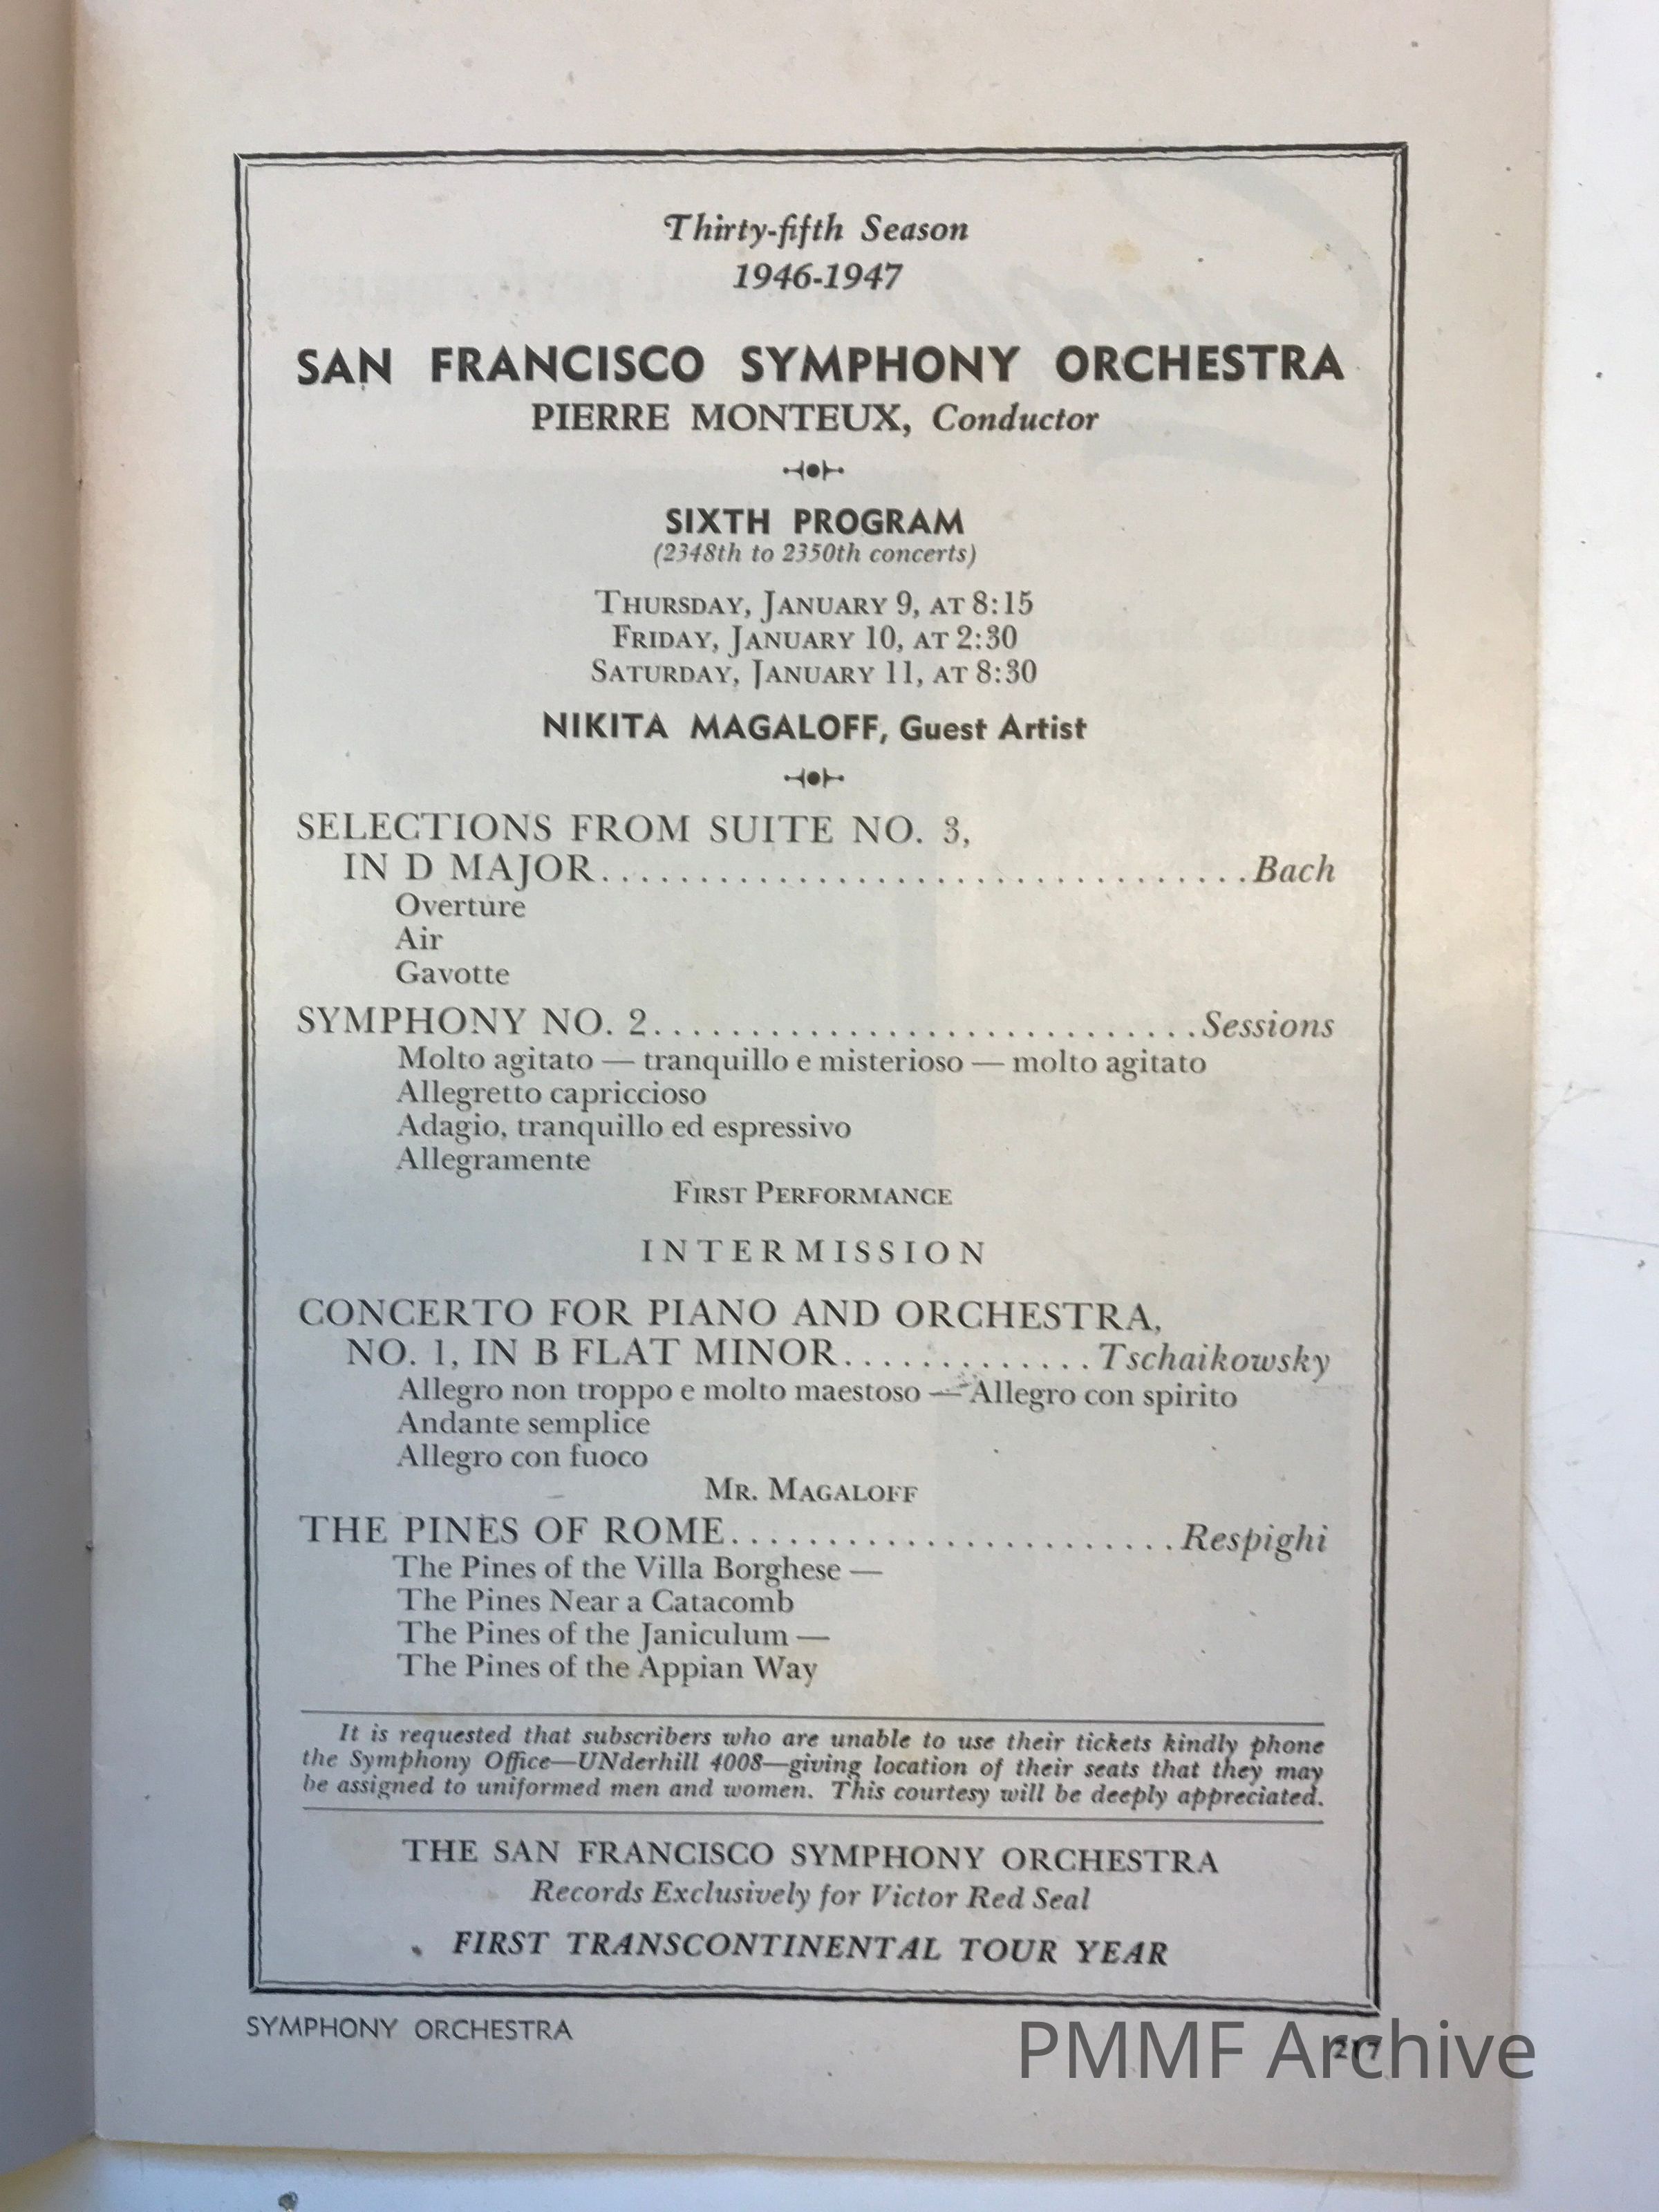 Thirty-fifth Season
1946-1947
SAN FRANCISCO SYMPHONY ORCHESTRA
PIERRE MONTEUX, Conductor
SIXTH PROGRAM
(2348th to 2350th concerts)
THURSDAY, JANUARY 9, AT 8:15
FRIDAY, JANUARY 10, AT 2:30
SATURDAY, JANUARY 11, AT 8:30
NIKITA MAGALOFF, Guest Artist
SELECTIONS FROM SUITE NO. 3,
IN D MAJOR.................................Bach
Overture
Air
Gavotte
SYMPHONY NO. 2............................Sessions
Molto agitato — tranquillo e misterioso — molto agitato
Allegretto capriccioso
Adagio, tranquillo ed espressivo
Allegramente
FIRST PERFORMANCE
INTERMISSION
CONCERTO FOR PIANO AND ORCHESTRA,
NO. 1, IN B FLAT MINOR.............Tschaikowsky
Allegro non troppo e molto maestoso — Allegro con spirito
Andante semplice
Allegro con fuoco
MR. MAGALOFF
THE PINES OF ROME.......................Respighi
The Pines of the Villa Borghese —
The Pines Near a Catacomb
The Pines of the Janiculum —
The Pines of the Appian Way
It is requested that subscribers who are unable to use their tickets kindly phone
the Symphony Office—UNderhill 4008—giving location of their seats that they may
be assigned to uniformed men and women. This courtesy will be deeply appreciated.
THE SAN FRANCISCO SYMPHONY ORCHESTRA
Records Exclusively for Victor Red Seal
FIRST TRANSCONTINENTAL TOUR YEAR
SYMPHONY ORCHESTRA
217
PMMF Archive